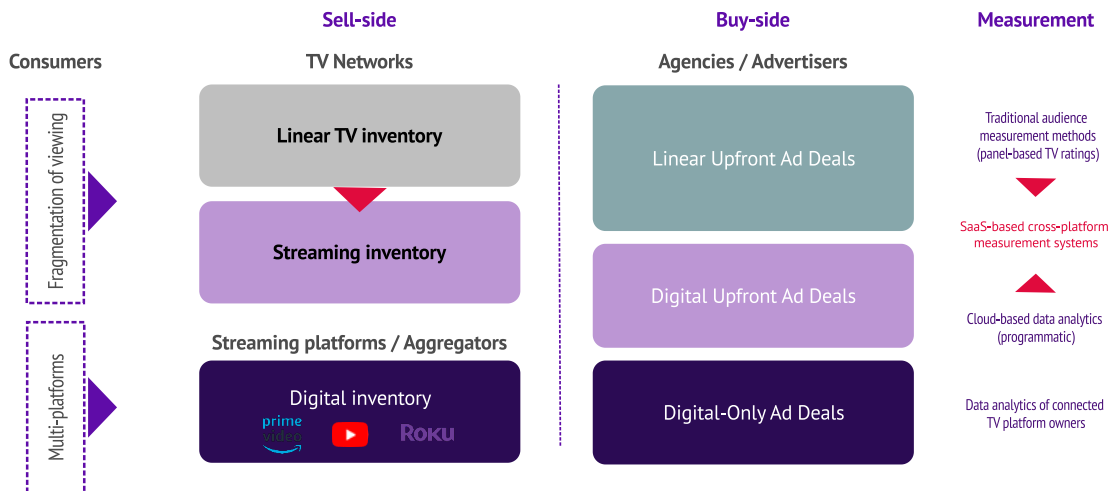 Sell-side
Buy-side
Measurement
Consumers
TV Networks
Agencies / Advertisers
Fragmentation of viewing
Linear TV inventory
Linear Upfront Ad Deals
Traditional audience
measurement methods
(panel-based TV ratings)
Streaming inventory
SaaS-based cross-platform
measurement systems
Digital Upfront Ad Deals
Cloud-based data analytics
(programmatic)
Multi-platforms
Streaming platforms / Aggregators
Digital inventory
prime
video
ROKU
Digital-Only Ad Deals
Data analytics of connected
TV platform owners